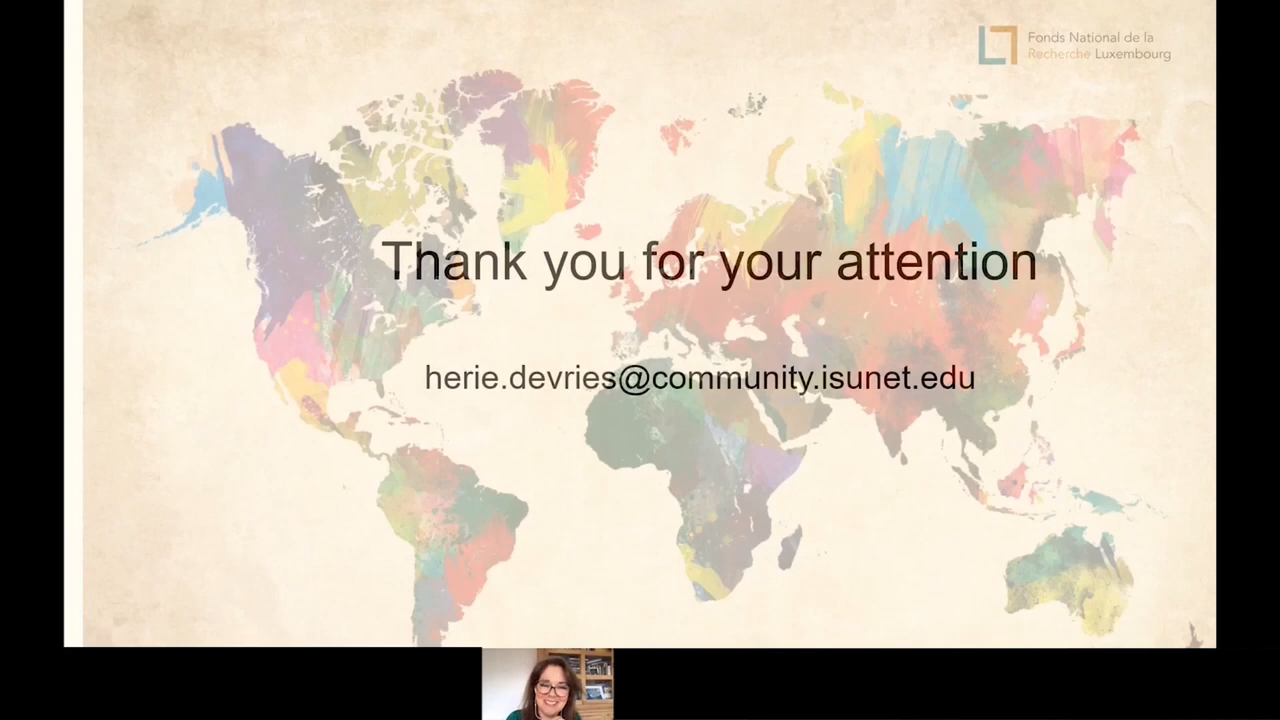 Fonds National de la
Recherche Luxembourg
Thank you for your attention
herie.devries@community.isunet.edu